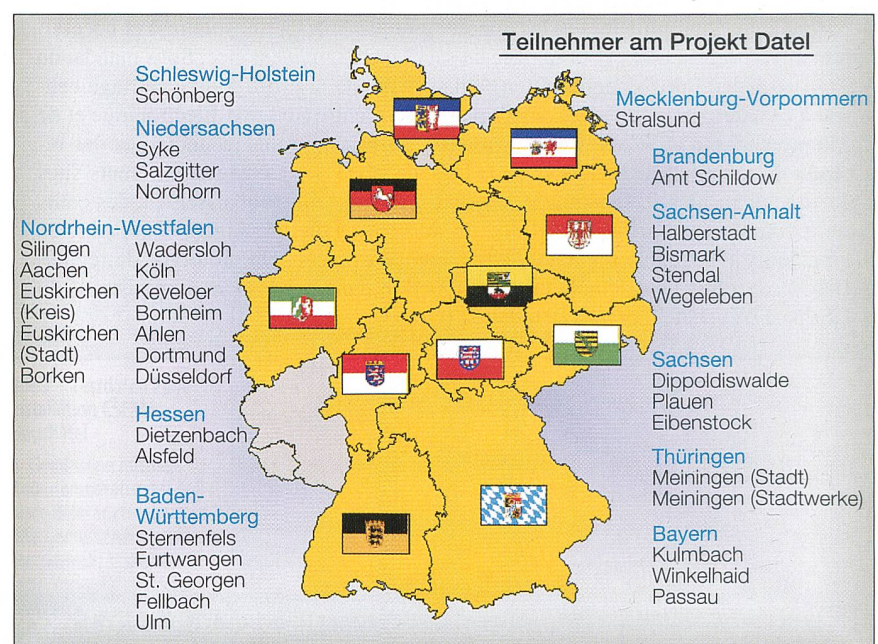 Teilnehmer am Projekt Datel
Schleswig-Holstein
Schönberg
Niedersachsen
Syke
Salzgitter
Nordhorn
Nordrhein-Westfalen
Silingen
Aachen
Euskirchen
(Kreis)
Euskirchen
(Stadt)
Borken
Wadersloh
Köln
Keveloer
Bornheim
Ahlen
Dortmund
Düsseldorf
Hessen
Dietzenbach
Alsfeld
Baden-
Württemberg
Sternenfels
Furtwangen
St. Georgen
Fellbach
Ulm
Mecklenburg-Vorpommern
Stralsund
Brandenburg
Amt Schildow
Sachsen-Anhalt
Halberstadt
Bismark
Stendal
Wegeleben
Sachsen
Dippoldiswalde
Plauen
Eibenstock
Thüringen
Meiningen (Stadt)
Meiningen (Stadtwerke)
Bayern
Kulmbach
Winkelhaid
Passau